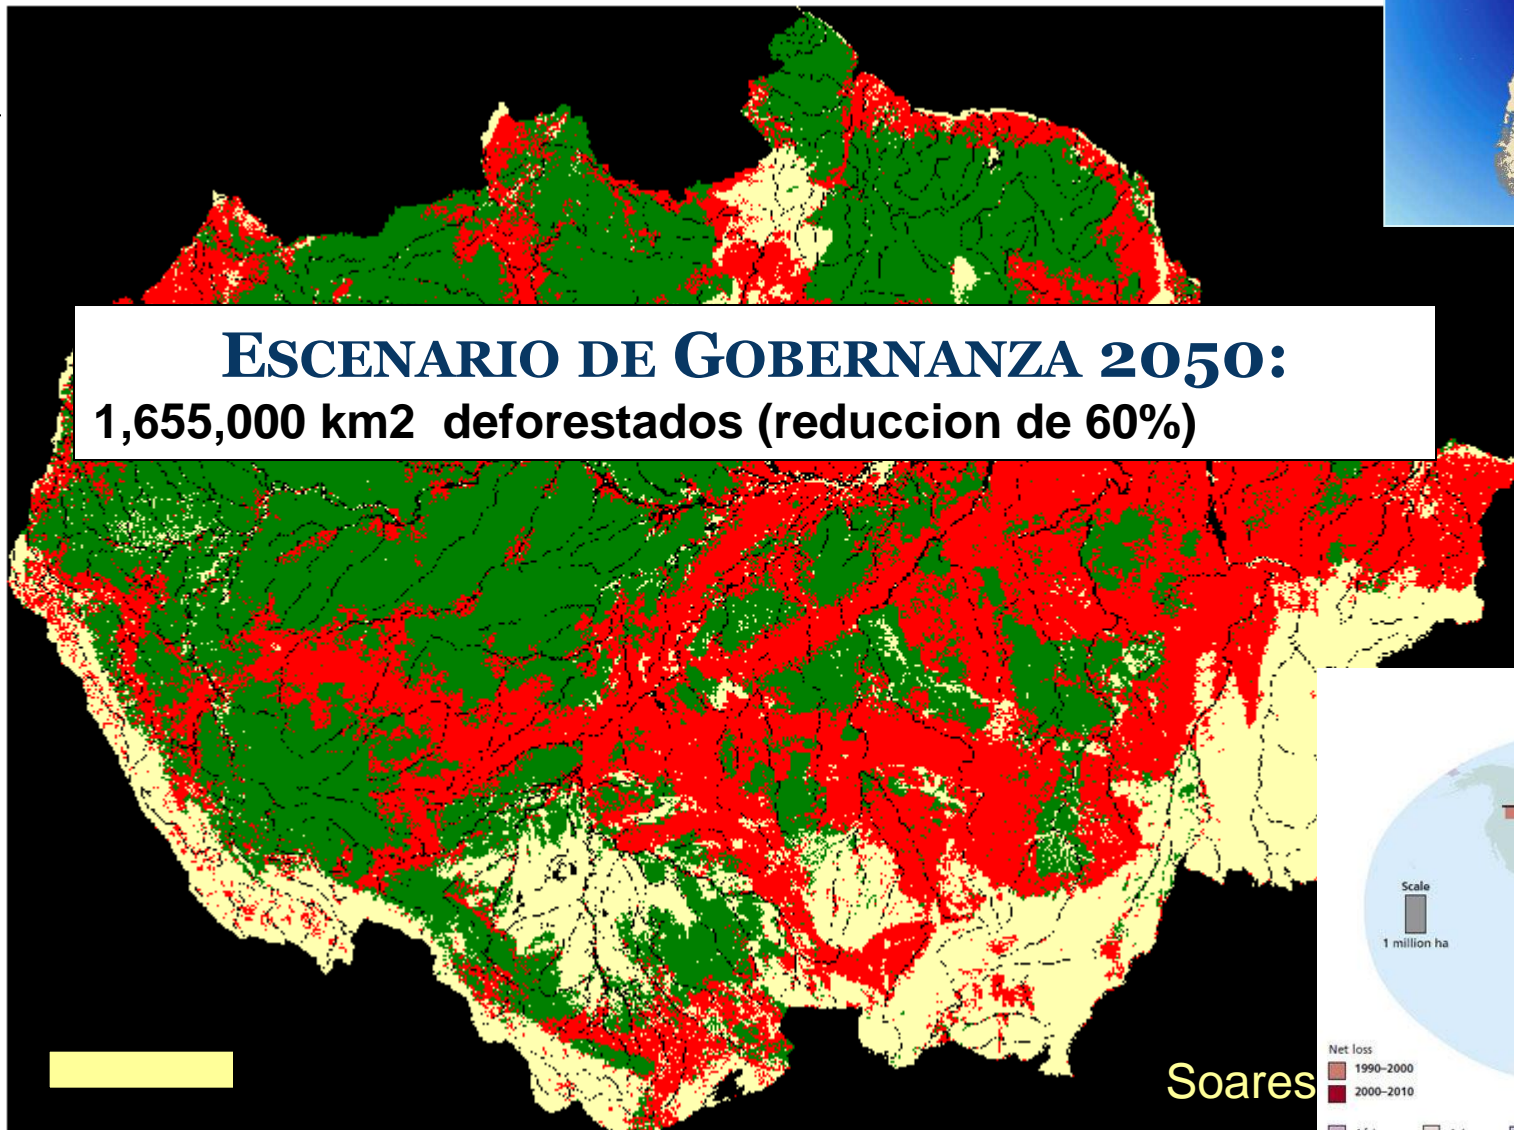 ESCENARIO DE GOBERNANZA 2050:
1,655,000 km2 deforestados (reduccion de 60%)
Scale
1 million ha
Soares
Net loss
1990–2000
2000–2010